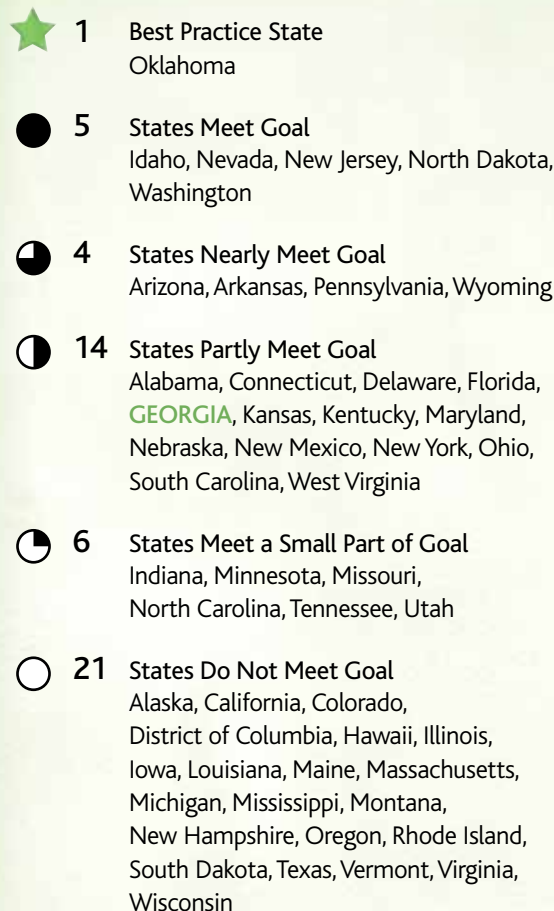 1 Best Practice State
Oklahoma
5 States Meet Goal
Idaho, Nevada, New Jersey, North Dakota,
Washington
4 States Nearly Meet Goal
Arizona, Arkansas, Pennsylvania, Wyoming
14 States Partly Meet Goal
Alabama, Connecticut, Delaware, Florida,
GEORGIA, Kansas, Kentucky, Maryland,
Nebraska, New Mexico, New York, Ohio,
South Carolina, West Virginia
6 States Meet a Small Part of Goal
Indiana, Minnesota, Missouri,
North Carolina, Tennessee, Utah
21 States Do Not Meet Goal
Alaska, California, Colorado,
District of Columbia, Hawaii, Illinois,
Iowa, Louisiana, Maine, Massachusetts,
Michigan, Mississippi, Montana,
New Hampshire, Oregon, Rhode Island,
South Dakota, Texas, Vermont, Virginia,
Wisconsin